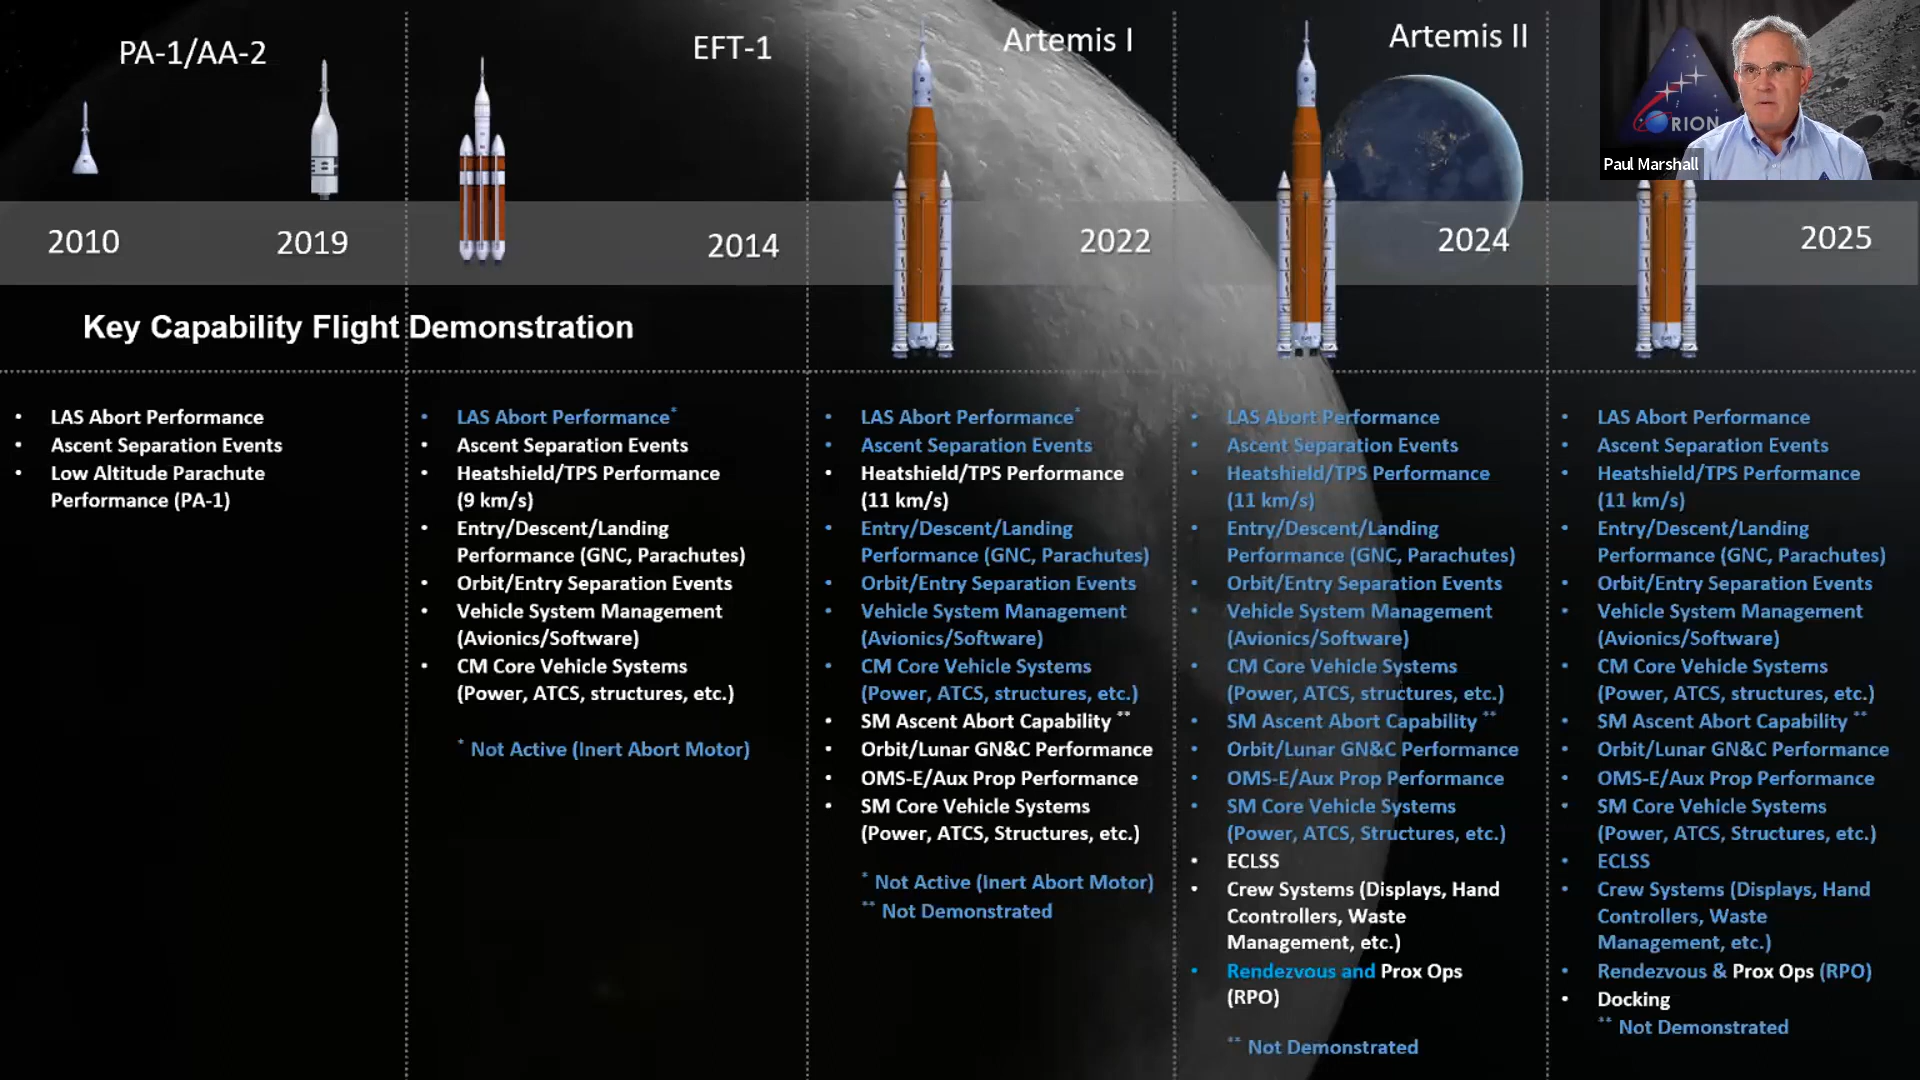 PA-1/AA-2
EFT-1
Artemis I
Artemis II
ORION
Paul Marshall
2010
2019
2014
2022
2024
2025
Key Capability Flight Demonstration
• LAS Abort Performance
• Ascent Separation Events
• Low Altitude Parachute
Performance (PA-1)
• LAS Abort Performance*
• Ascent Separation Events
• Heatshield/TPS Performance
(9 km/s)
• Entry/Descent/Landing
Performance (GNC, Parachutes)
• Orbit/Entry Separation Events
• Vehicle System Management
(Avionics/Software)
• CM Core Vehicle Systems
(Power, ATCS, structures, etc.)
* Not Active (Inert Abort Motor)
• LAS Abort Performance*
• Ascent Separation Events
• Heatshield/TPS Performance
(11 km/s)
• Entry/Descent/Landing
Performance (GNC, Parachutes)
• Orbit/Entry Separation Events
• Vehicle System Management
(Avionics/Software)
• CM Core Vehicle Systems
(Power, ATCS, structures, etc.)
• SM Ascent Abort Capability **
• Orbit/Lunar GN&C Performance
• OMS-E/Aux Prop Performance
• SM Core Vehicle Systems
(Power, ATCS, Structures, etc.)
* Not Active (Inert Abort Motor)
** Not Demonstrated
• LAS Abort Performance
• Ascent Separation Events
• Heatshield/TPS Performance
(11 km/s)
• Entry/Descent/Landing
Performance (GNC, Parachutes)
• Orbit/Entry Separation Events
• Vehicle System Management
(Avionics/Software)
• CM Core Vehicle Systems
(Power, ATCS, structures, etc.)
• SM Ascent Abort Capability **
• Orbit/Lunar GN&C Performance
• OMS-E/Aux Prop Performance
• SM Core Vehicle Systems
(Power, ATCS, Structures, etc.)
• ECLSS
• Crew Systems (Displays, Hand
Ccontrollers, Waste
Management, etc.)
• Rendezvous and Prox Ops
(RPO)
** Not Demonstrated
• LAS Abort Performance
• Ascent Separation Events
• Heatshield/TPS Performance
(11 km/s)
• Entry/Descent/Landing
Performance (GNC, Parachutes)
• Orbit/Entry Separation Events
• Vehicle System Management
(Avionics/Software)
• CM Core Vehicle Systems
(Power, ATCS, structures, etc.)
• SM Ascent Abort Capability **
• Orbit/Lunar GN&C Performance
• OMS-E/Aux Prop Performance
• SM Core Vehicle Systems
(Power, ATCS, Structures, etc.)
• ECLSS
• Crew Systems (Displays, Hand
Ccontrollers, Waste
Management, etc.)
• Rendezvous & Prox Ops (RPO)
• Docking
** Not Demonstrated